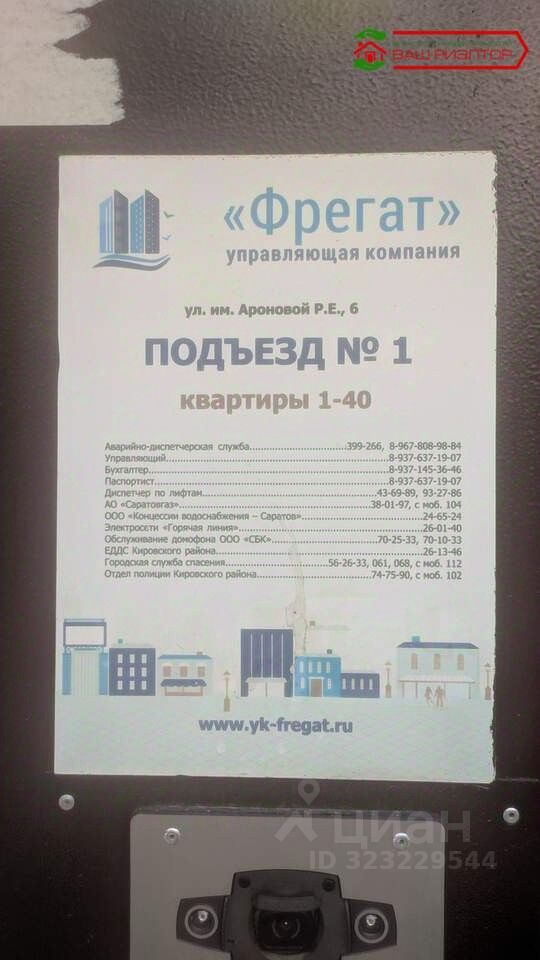 ВАШ РИЭЛТОР
«Фрегат»
управляющая компания
ул. им. Ароновой Р.Е., 6
ПОДЪЕЗД № 1
квартиры 1-40
Аварийно-диспетчерская служба..........................399-266, 8-967-808-98-84
Управляющий..........................................................8-937-637-19-07
Бухгалтер..............................................................8-937-145-36-46
Паспортист............................................................8-937-637-19-07
Диспетчер по лифтам.............................................43-69-89, 93-27-86
АО «Саратовгаз»................................................38-01-97, с моб. 104
ООО «Концессии водоснабжения – Саратов»...............................24-65-24
Электросети «Горячая линия»..................................................26-01-40
Обслуживание домофона ООО «СБК»............................70-25-33, 70-10-33
ЕДДС Кировского района......................................................26-13-46
Городская служба спасения..........................56-26-33, 061, 068, с моб. 112
Отдел полиции Кировского района............................74-75-90, с моб. 102
www.yk-fregat.ru
циан
ID 323229544